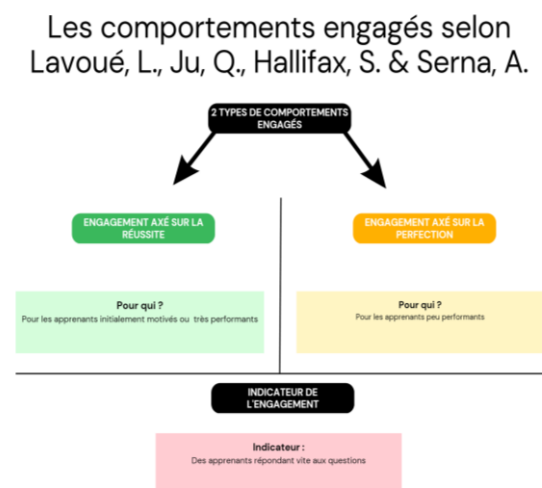 Les comportements engagés selon
Lavoué, L., Ju, Q., Hallifax, S. & Serna, A.
2 TYPES DE COMPORTEMENTS
ENGAGÉS
ENGAGEMENT AXÉ SUR LA
RÉUSSITE
ENGAGEMENT AXÉ SUR LA
PERFECTION
Pour qui ?
Pour les apprenants initialement motivés ou très performants
Pour qui ?
Pour les apprenants peu performants
INDICATEUR DE
L'ENGAGEMENT
Indicateur :
Des apprenants répondant vite aux questions